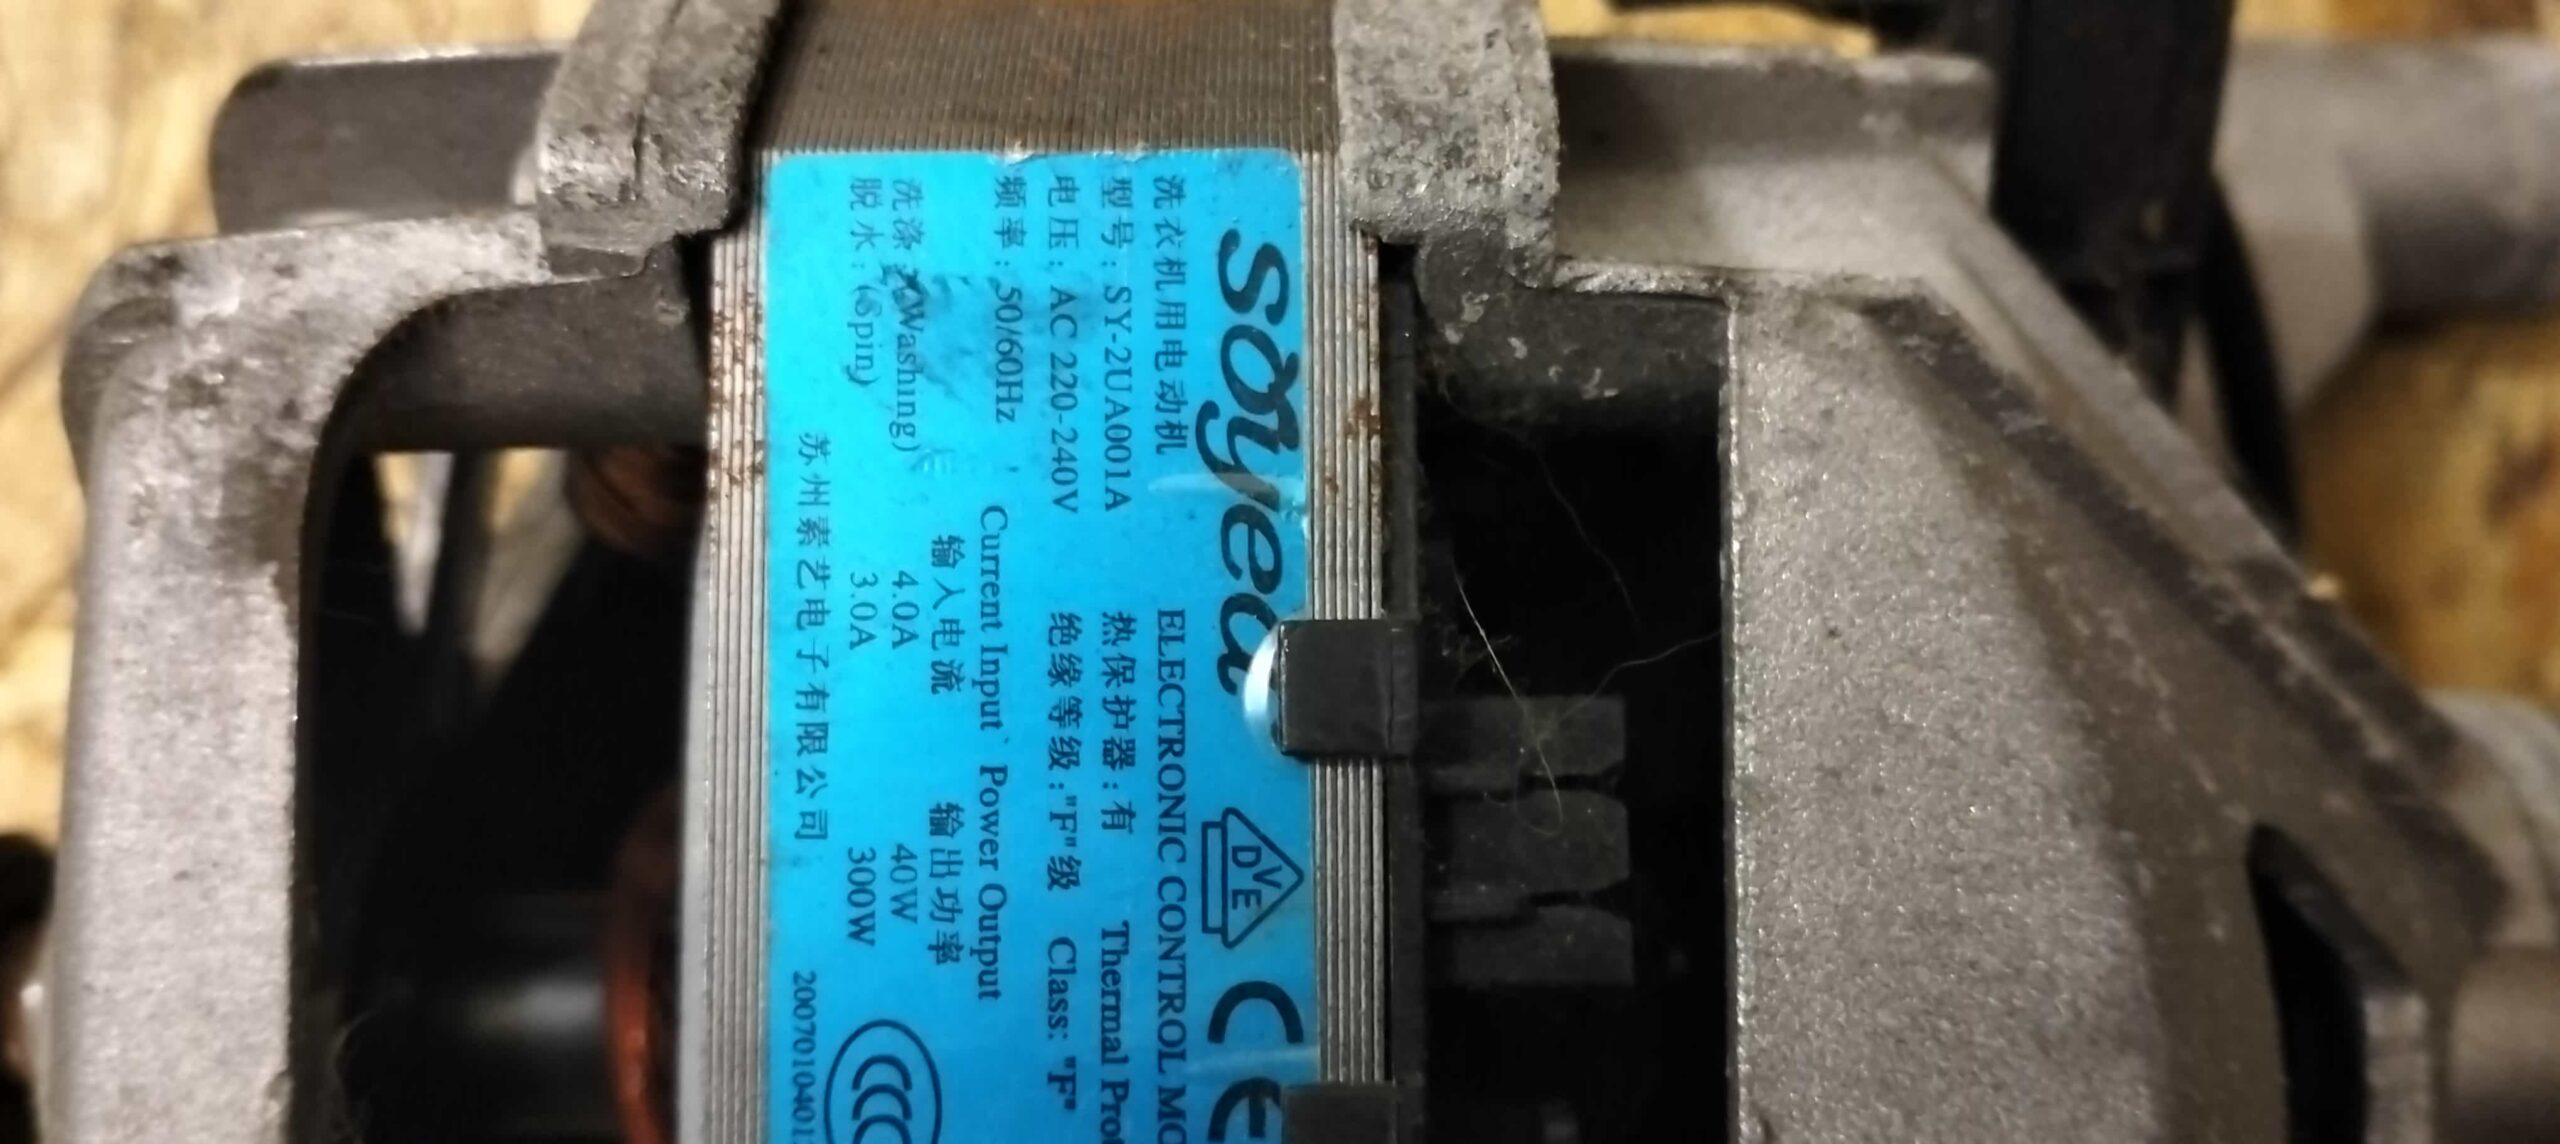 soyea DVE CE
洗衣机用电动机 ELECTRONIC CONTROL MO
型号：SY-2UA001A 热保护器：有 Thermal Pro
电压：AC 220-240V 绝缘等级："F"级 Class: "F"
频率：50/60Hz Current Input Power Output
输入电流 输出功率
洗涤：(Washing) 4.0A 40W
脱水：(Spin) 3.0A 300W
苏州素艺电子有限公司 2007010401